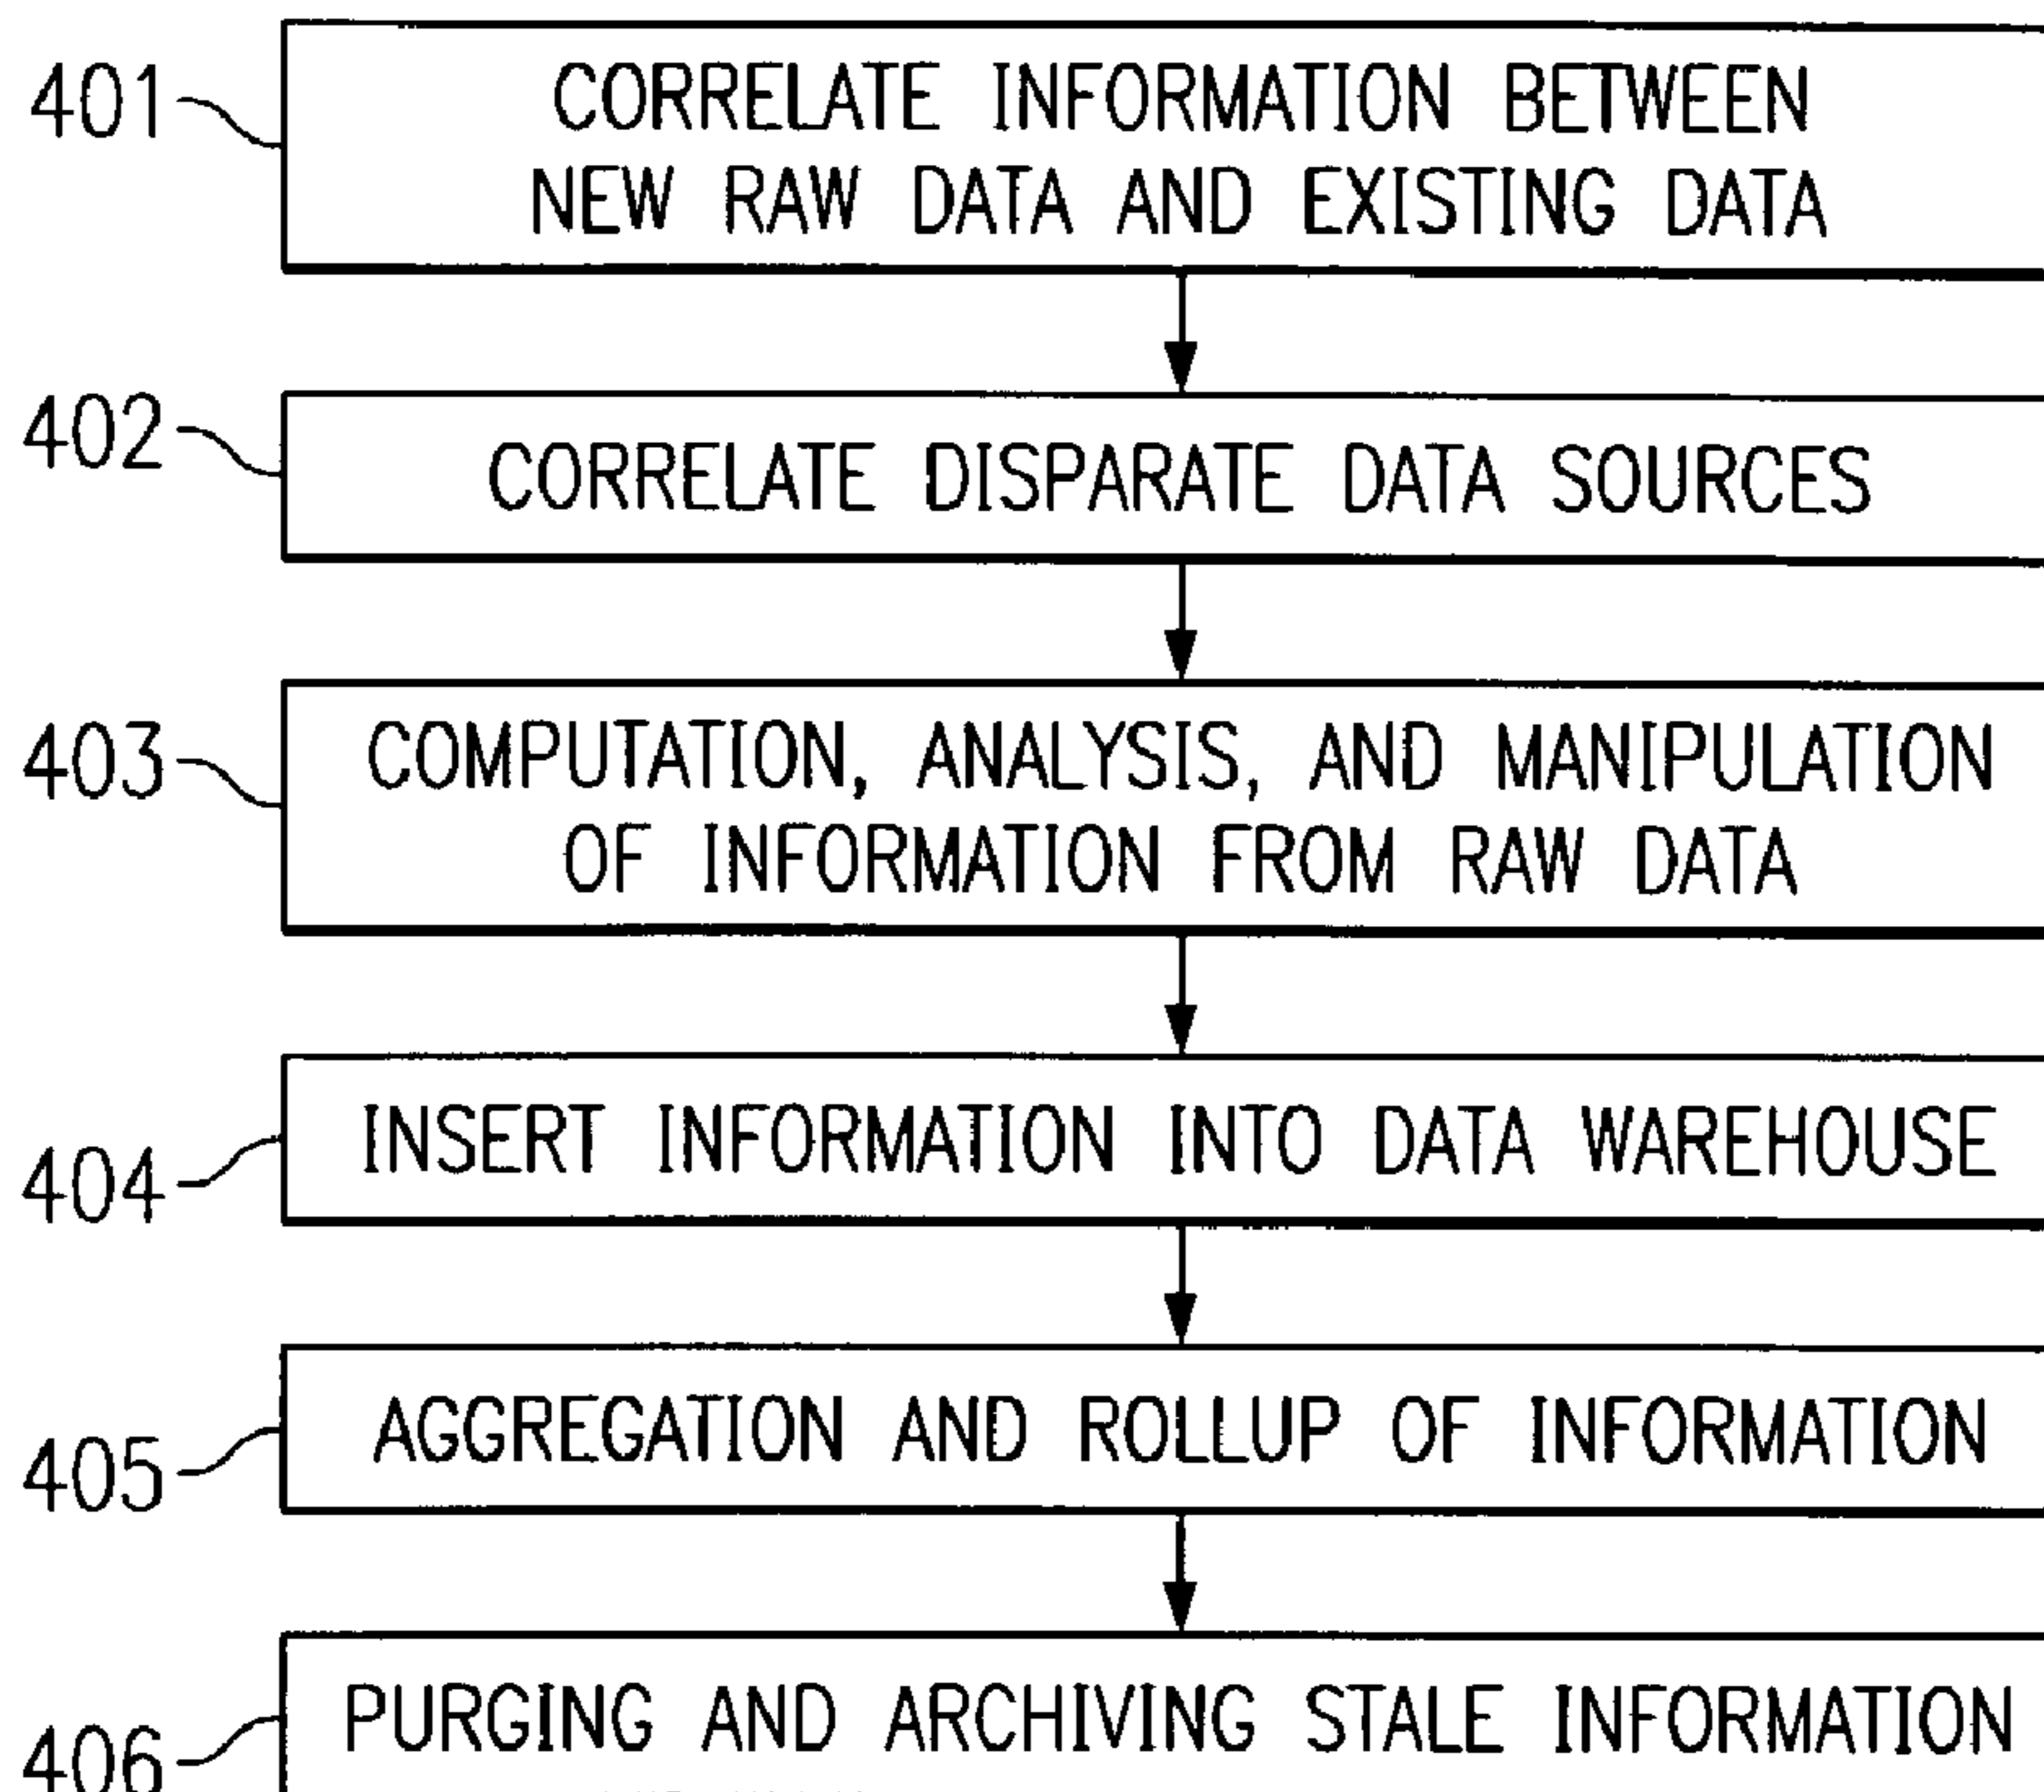 401
CORRELATE INFORMATION BETWEEN
NEW RAW DATA AND EXISTING DATA
402
CORRELATE DISPARATE DATA SOURCES
403
COMPUTATION, ANALYSIS, AND MANIPULATION
OF INFORMATION FROM RAW DATA
404
INSERT INFORMATION INTO DATA WAREHOUSE
405
AGGREGATION AND ROLLUP OF INFORMATION
406
PURGING AND ARCHIVING STALE INFORMATION